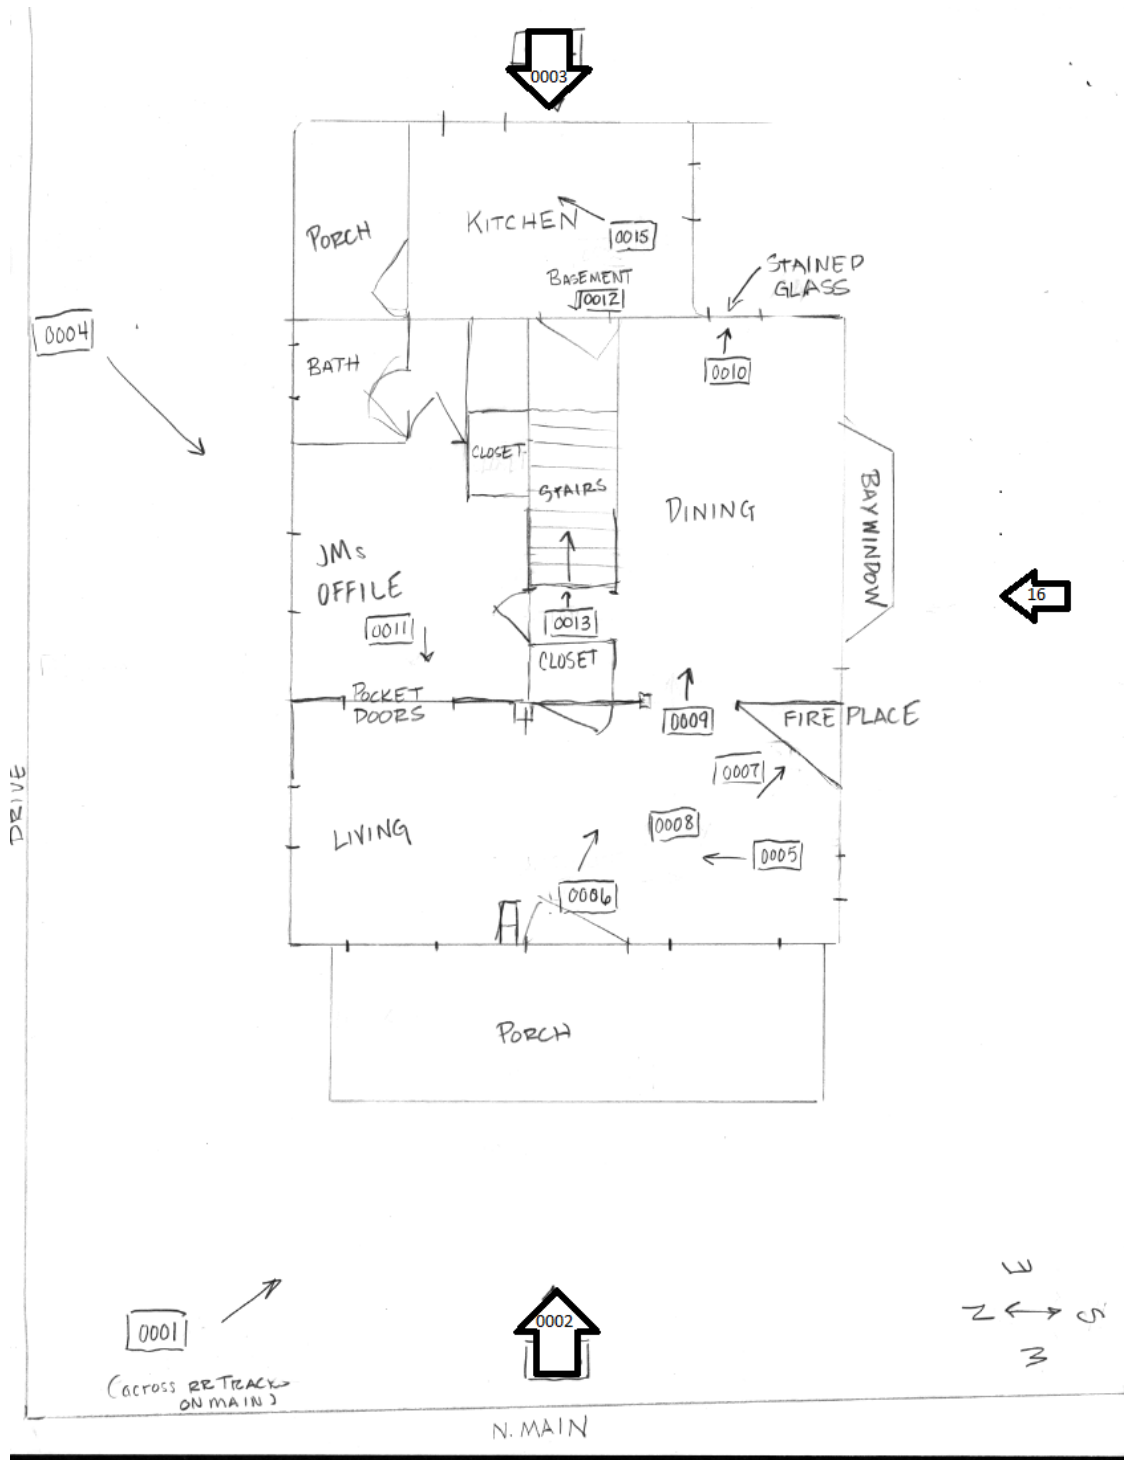 0003
PORCH
KITCHEN
0015
BASEMENT
0012
STAINED
GLASS
0004
BATH
0010
CLOSET
STAIRS
DINING
BAYWINDOW
JMs
OFFILE
16
0011
0013
CLOSET
POCKET
DOORS
0009
FIRE PLACE
0007
DRIVE
LIVING
0008
0005
0006
PORCH
E
N S
W
0001
0002
(across RR TRACKS
ON MAIN)
N. MAIN